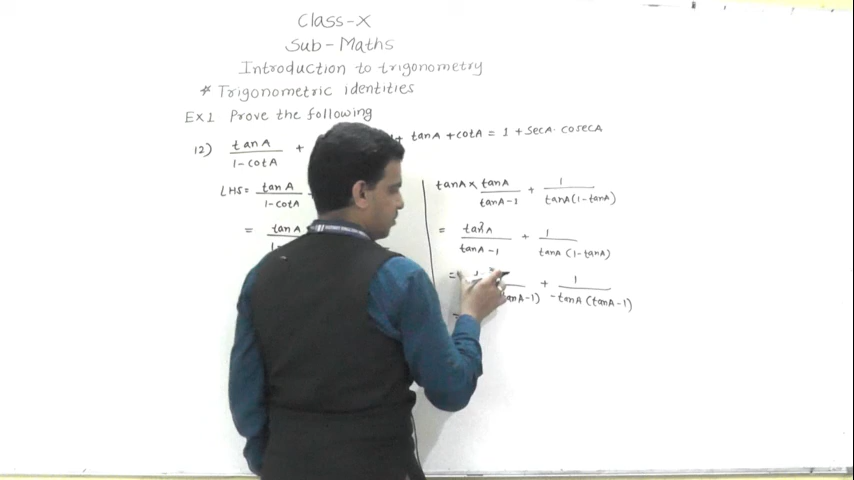 Class-X
Sub-Maths
Introduction to trigonometry
* Trigonometric identities
Ex1 Prove the following
12) tanA / 1-cotA + + tanA + cotA = 1 + secA. cosecA
LHS= tanA / 1-cotA
= tanA
tanA x tanA / tanA-1 + 1 / tanA(1-tanA)
= tan²A / tanA-1 + 1 / tanA(1-tanA)
= tanA-1) + 1 / -tanA(tanA-1)